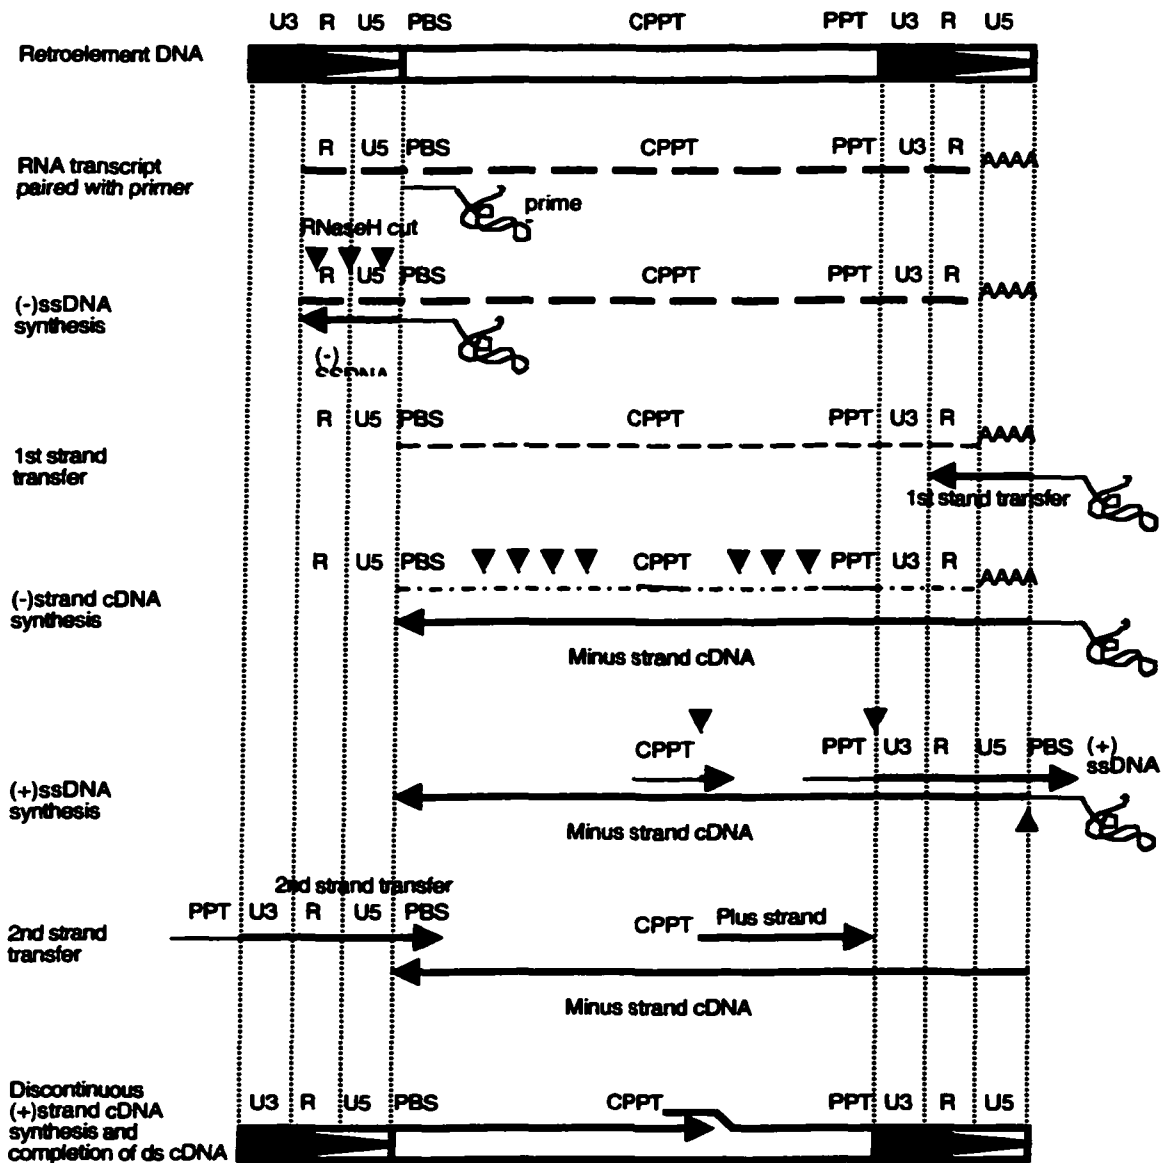 U3 R U5 PBS CPPT PPT U3 R U5
Retroelement DNA
R U5 PBS CPPT PPT U3 R AAAA
RNA transcript
paired with primer
prime
RNaseH cut
R U5 PBS CPPT PPT U3 R AAAA
(-)ssDNA
synthesis
(-)
ssDNA
R U5 PBS CPPT PPT U3 R AAAA
1st strand
transfer
1st stand transfer
R U5 PBS CPPT PPT U3 R AAAA
(-)strand cDNA
synthesis
Minus strand cDNA
CPPT PPT U3 R U5 PBS (+)
ssDNA
(+)ssDNA
synthesis
Minus strand cDNA
2nd strand transfer
PPT U3 R U5 PBS CPPT Plus strand
2nd strand
transfer
Minus strand cDNA
Discontinuous
(+)strand cDNA
synthesis and
completion of ds cDNA
U3 R U5 PBS CPPT PPT U3 R U5